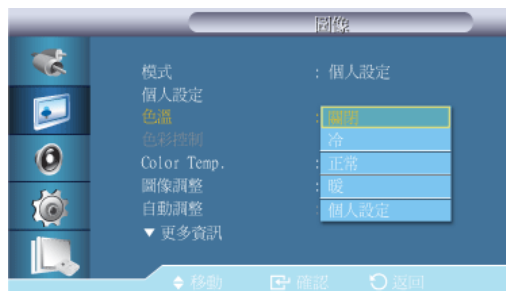 圖像
模式 : 個人設定
個人設定
色溫 : 關閉
色彩控制 冷
Color Temp. : 正常
圖像調整 : 暖
自動調整 : 個人設定
▼ 更多資訊
移動 確認 返回